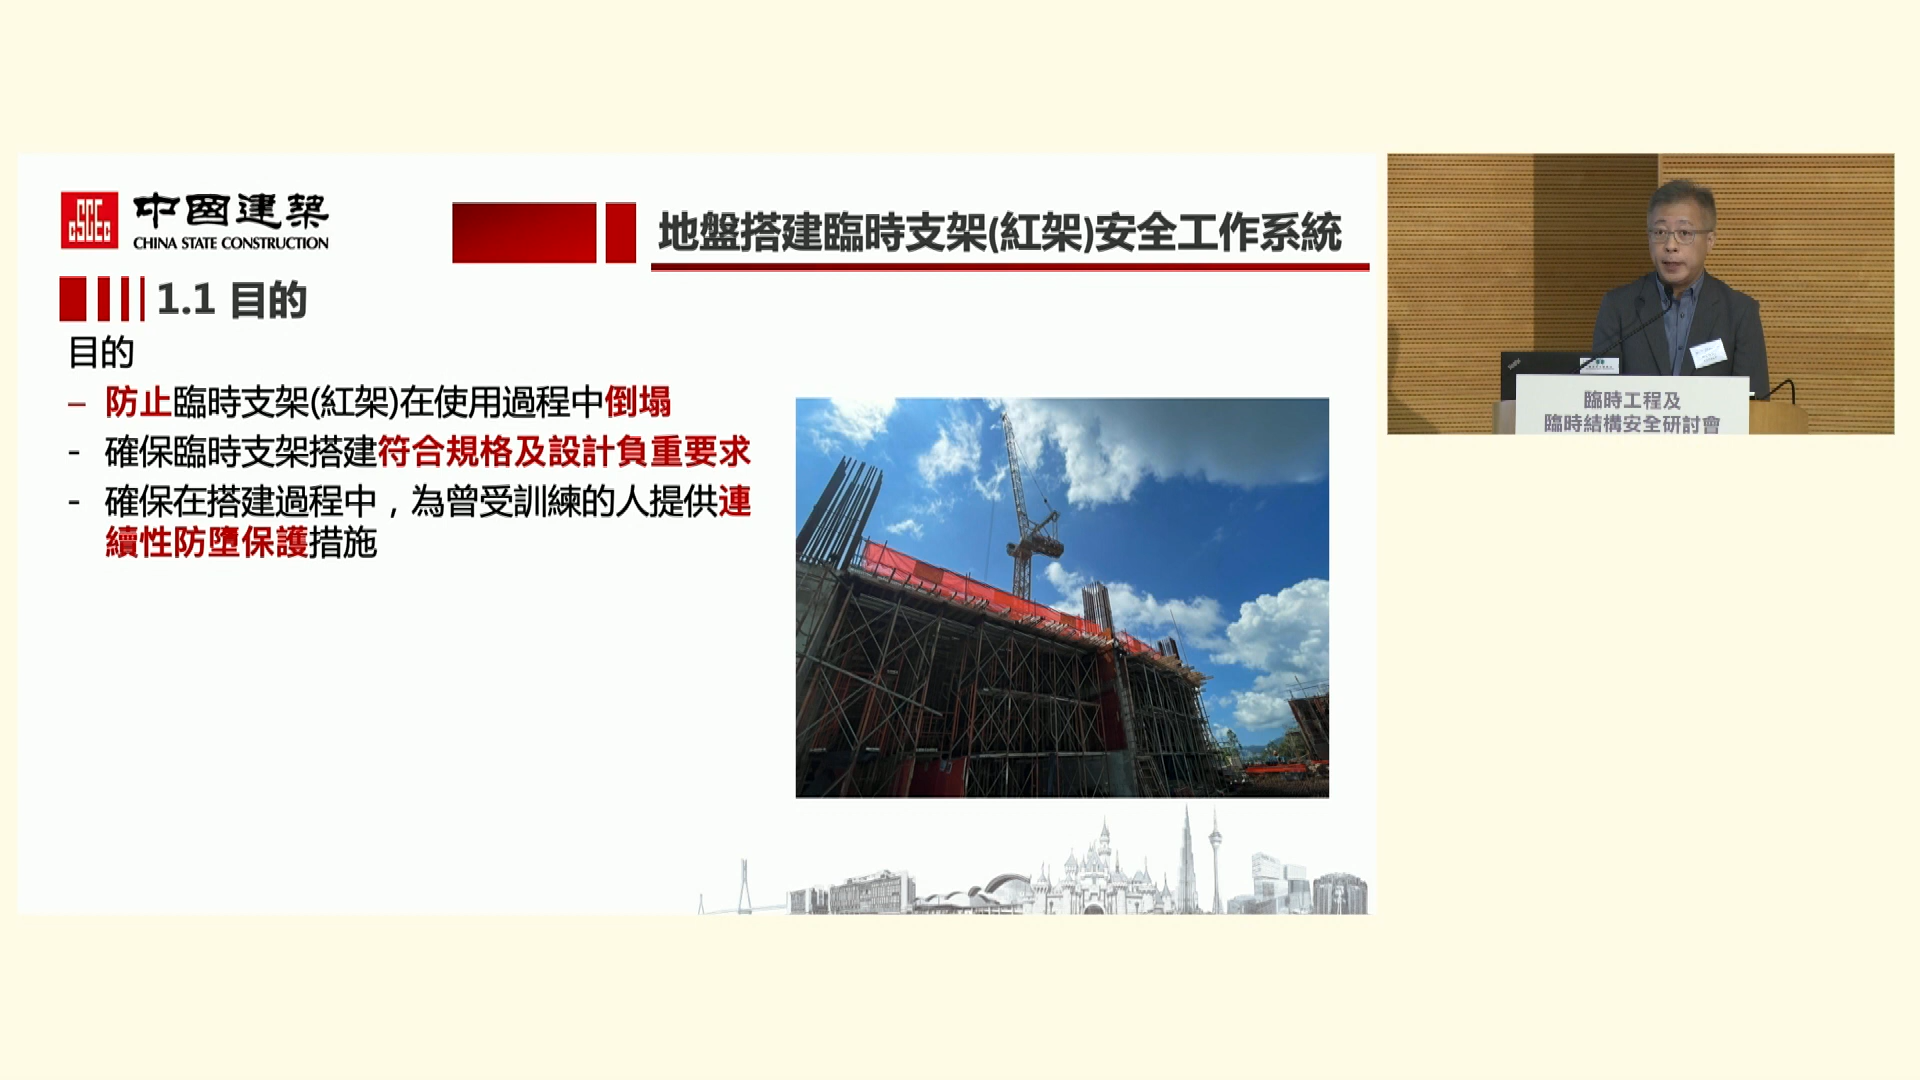 CSCEC
中國建築
CHINA STATE CONSTRUCTION
地盤搭建臨時支架(紅架)安全工作系統
1.1 目的
目的
– 防止臨時支架(紅架)在使用過程中倒塌
- 確保臨時支架搭建符合規格及設計負重要求
- 確保在搭建過程中，為曾受訓練的人提供連
續性防墮保護措施
臨時工程及
臨時結構安全研討會